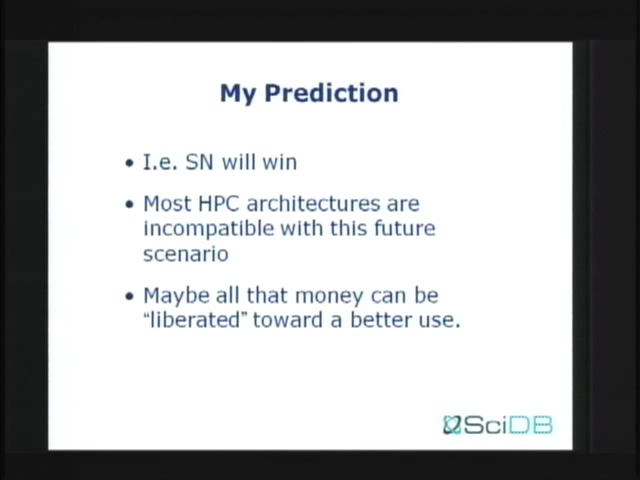 My Prediction
• I.e. SN will win
• Most HPC architectures are
incompatible with this future
scenario
• Maybe all that money can be
“liberated” toward a better use.
SciDB